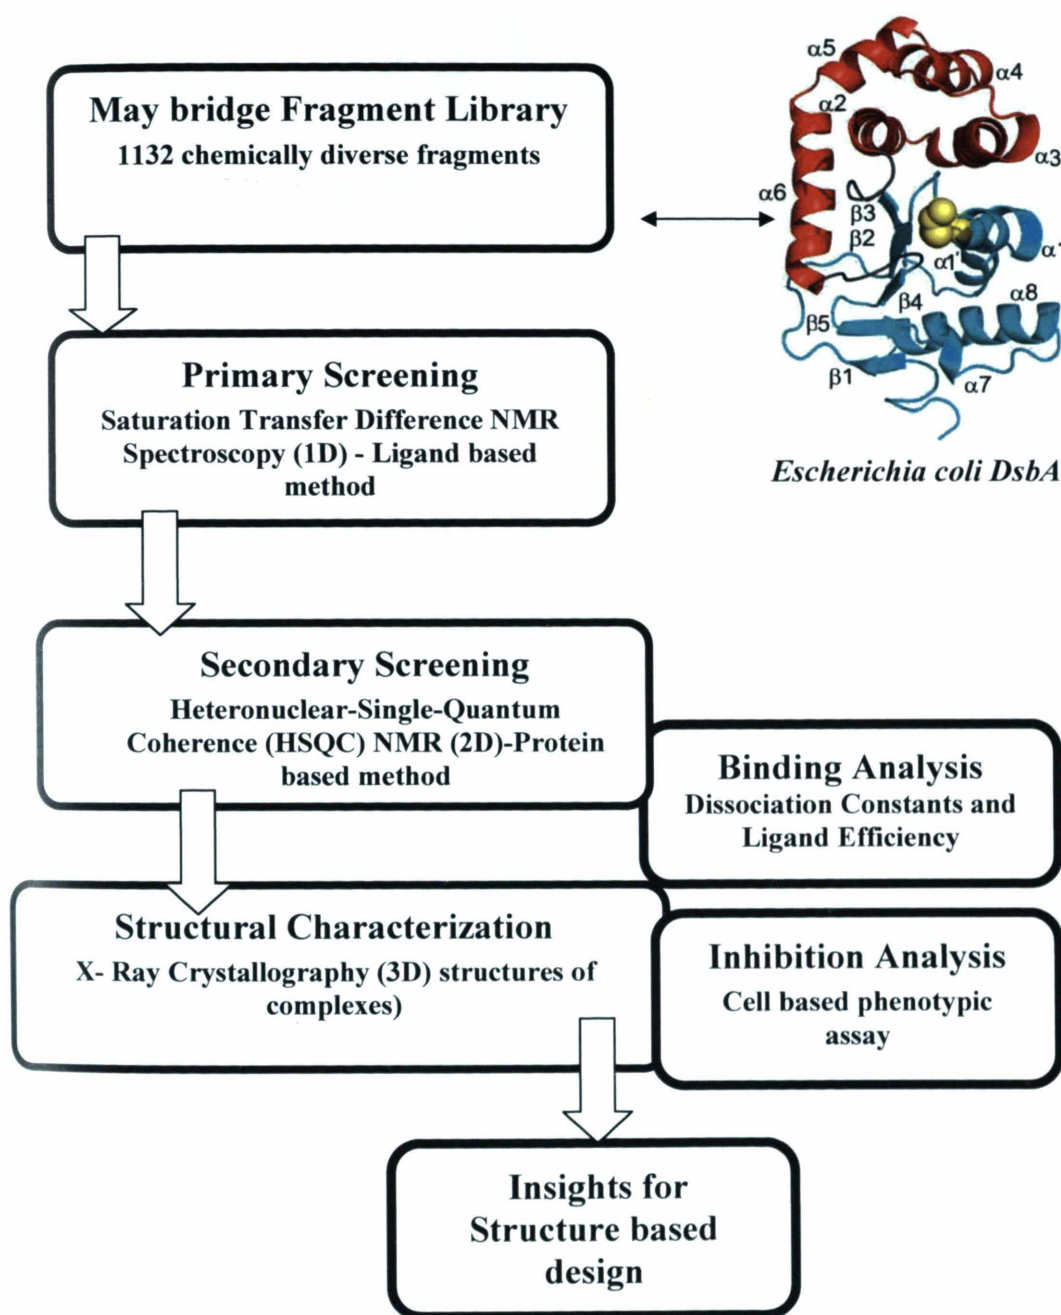 May bridge Fragment Library
1132 chemically diverse fragments
Primary Screening
Saturation Transfer Difference NMR
Spectroscopy (1D) - Ligand based
method
Secondary Screening
Heteronuclear-Single-Quantum
Coherence (HSQC) NMR (2D)-Protein
based method
Binding Analysis
Dissociation Constants and
Ligand Efficiency
Structural Characterization
X- Ray Crystallography (3D) structures of
complexes)
Inhibition Analysis
Cell based phenotypic
assay
Insights for
Structure based
design
α5
α4
α2
α3
α6
β3
β2
α1'
α1
α8
β4
β5
β1
α7
Escherichia coli DsbA